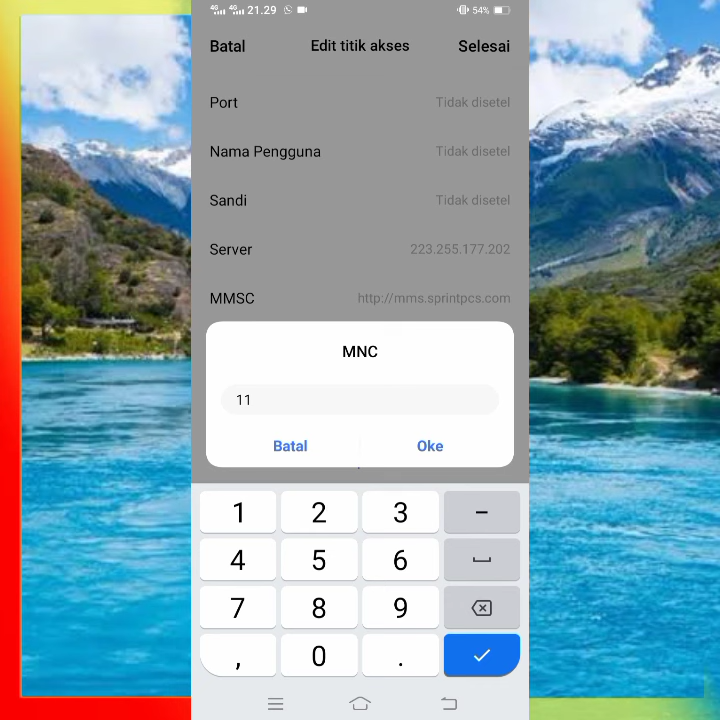 4G 4G 21.29 54%
Batal Edit titik akses Selesai
Port Tidak disetel
Nama Pengguna Tidak disetel
Sandi Tidak disetel
Server 223.255.177.202
MMSC http://mms.sprintpcs.com
MNC
11
Batal Oke
1 2 3 -
4 5 6
7 8 9
, 0 .